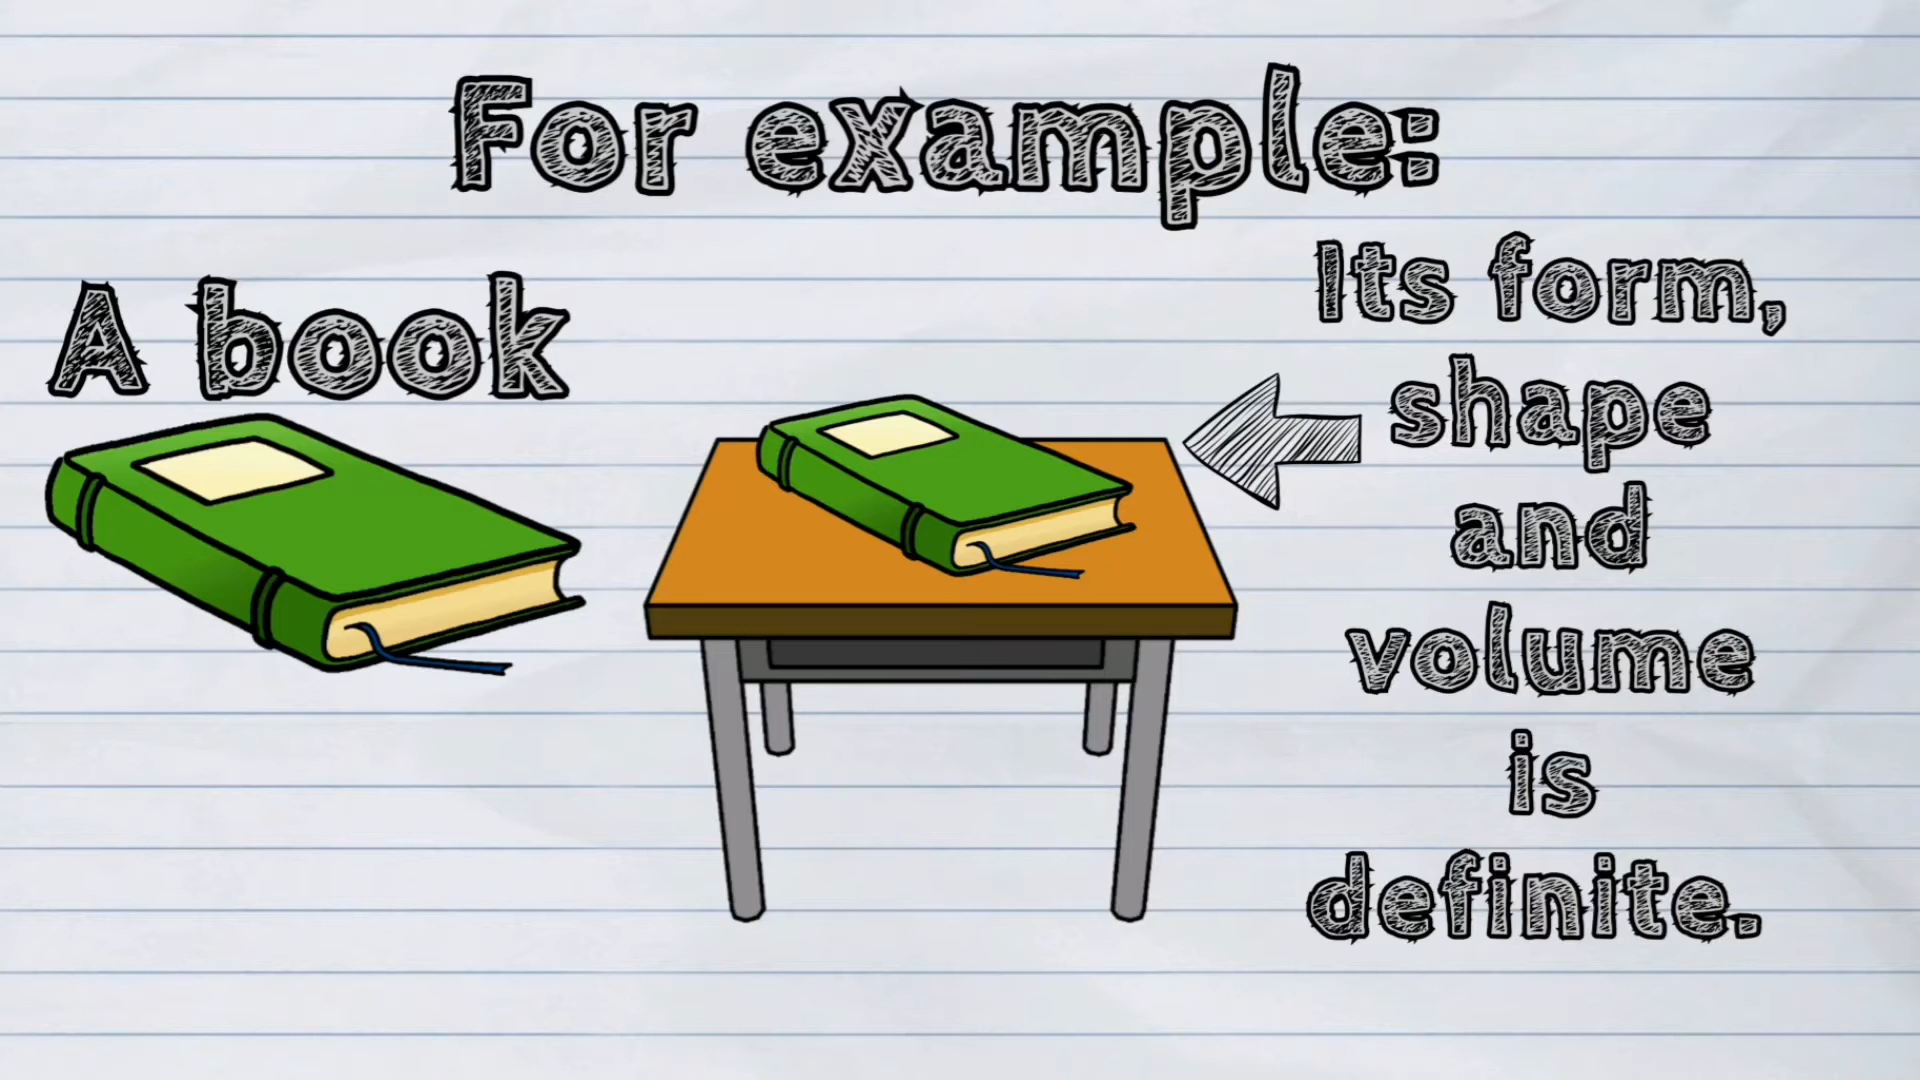 For example:
A book
Its form,
shape
and
volume
is
definite.